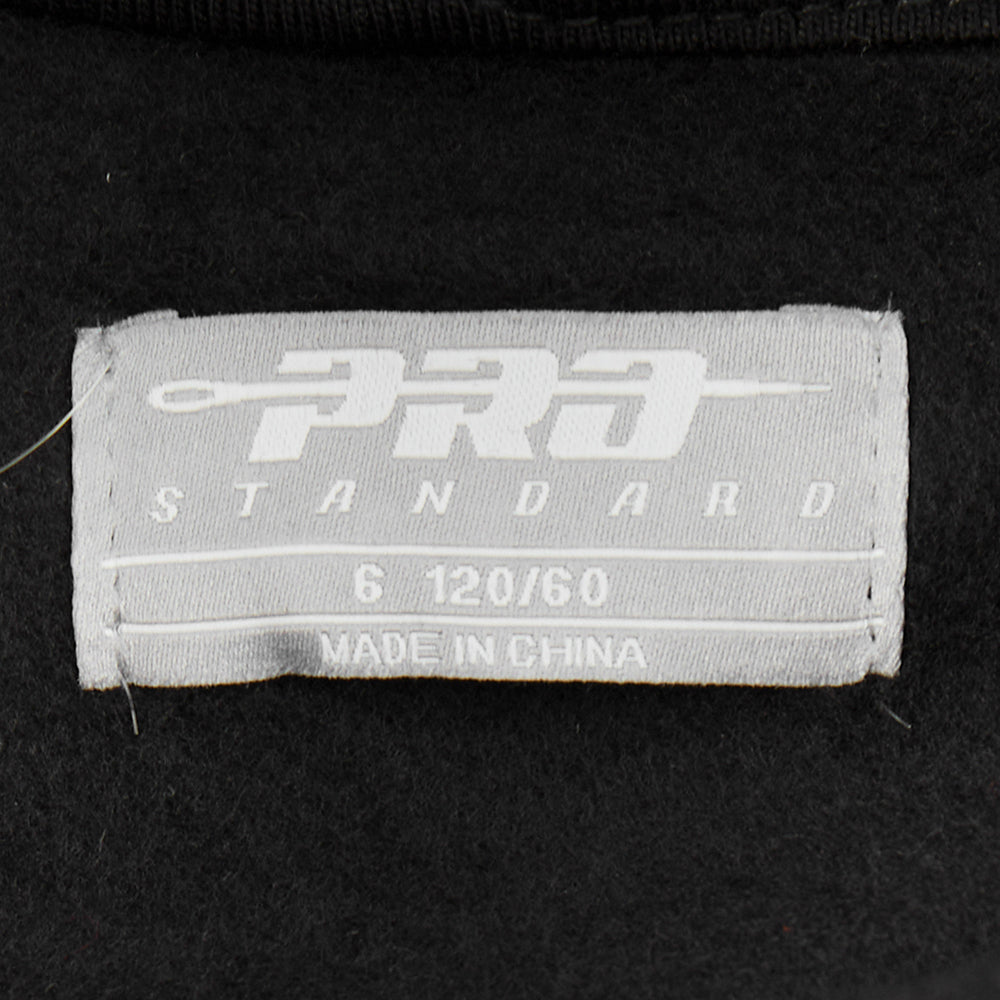 PRO
STANDARD
6 120/60
MADE IN CHINA